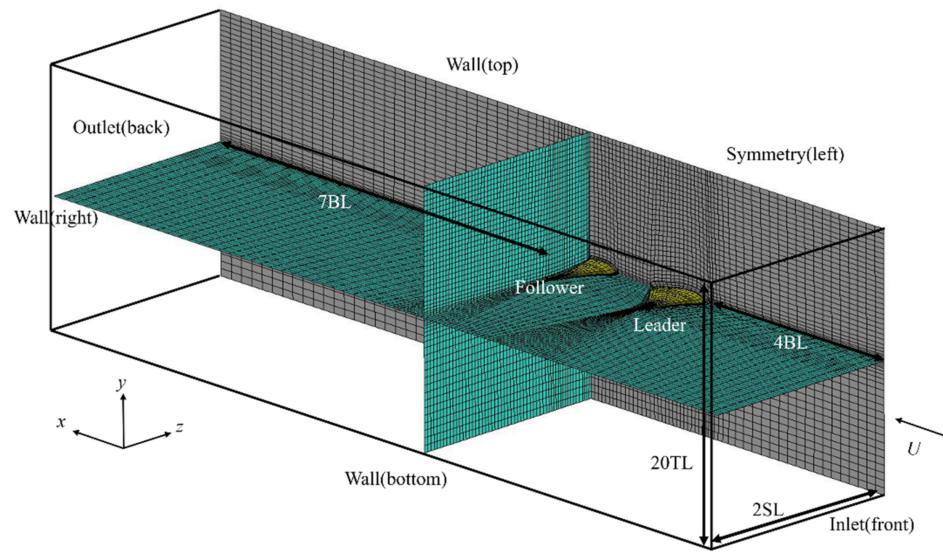 Wall(top)
Outlet(back)
Symmetry(left)
7BL
Wall(right)
Follower
Leader
4BL
y
x
z
U
20TL
Wall(bottom)
2SL
Inlet(front)